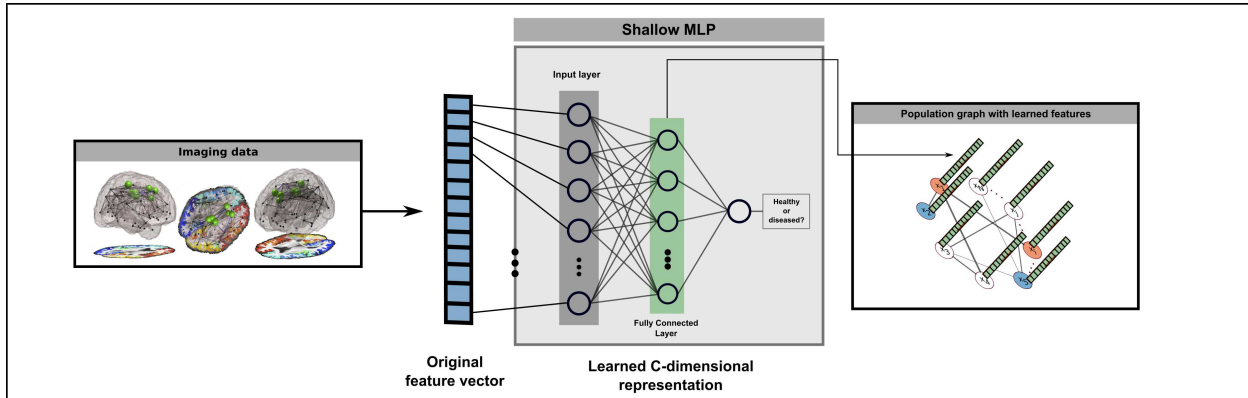 Shallow MLP
Input layer
Imaging data
Population graph with learned features
Healthy
or
diseased?
Fully Connected
Layer
Original
feature vector
Learned C-dimensional
representation